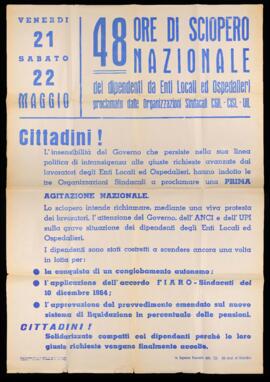 VENERDI
21
SABATO
22
MAGGIO
48 ORE DI SCIOPERO
NAZIONALE
dei dipendenti da Enti Locali ed Ospedalieri
proclamato dalle Organizzazioni Sindacali CGIL - CISL - UIL
Cittadini !
L'insensibilità del Governo che persiste nella sua linea
politica di intransigenza alle giuste richieste avanzate dai
lavoratori degli Enti Locali ed Ospedalieri, hanno indotto le
tre Organizzazioni Sindacali a proclamare una PRIMA
AGITAZIONE NAZIONALE.
Lo sciopero intende richiamare, mediante una viva protesta
dei lavoratori, l'attenzione del Governo, dell'ANCI e dell'UPI
sulla grave situazione dei dipendenti degli Enti Locali ed
Ospedalieri.
I dipendenti sono stati costretti a scendere ancora una volta
in lotta per:
la conquista di un conglobamento autonomo;
l'applicazione dell'accordo FIARO - Sindacati del
10 dicembre 1964;
l'approvazione del provvedimento emendato sul nuovo
sistema di liquidazione in percentuale delle pensioni.
CITTADINI !
Solidarizzate compatti coi dipendenti perchè le loro
giuste richieste vengano finalmente accolte.